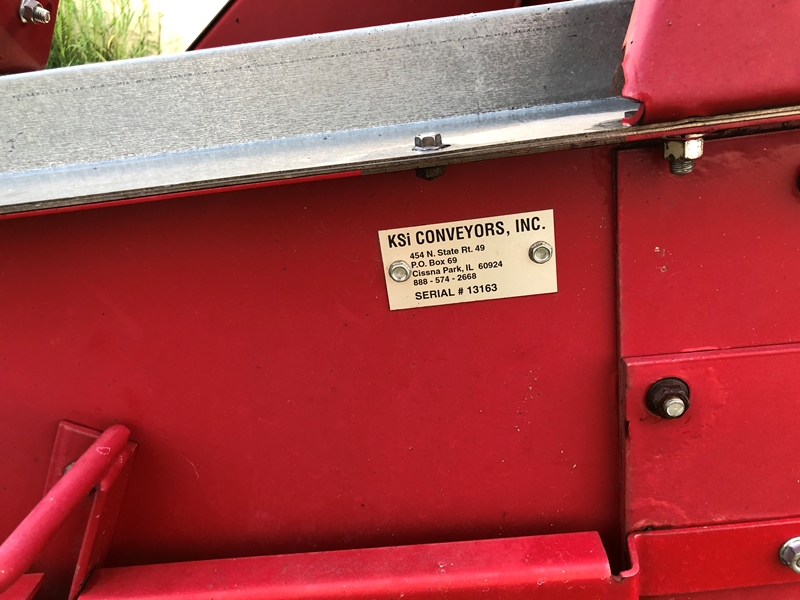 KSi CONVEYORS, INC.
454 N. State Rt. 49
P.O. Box 69
Cissna Park, IL 60924
888 - 574 - 2668
SERIAL # 13163